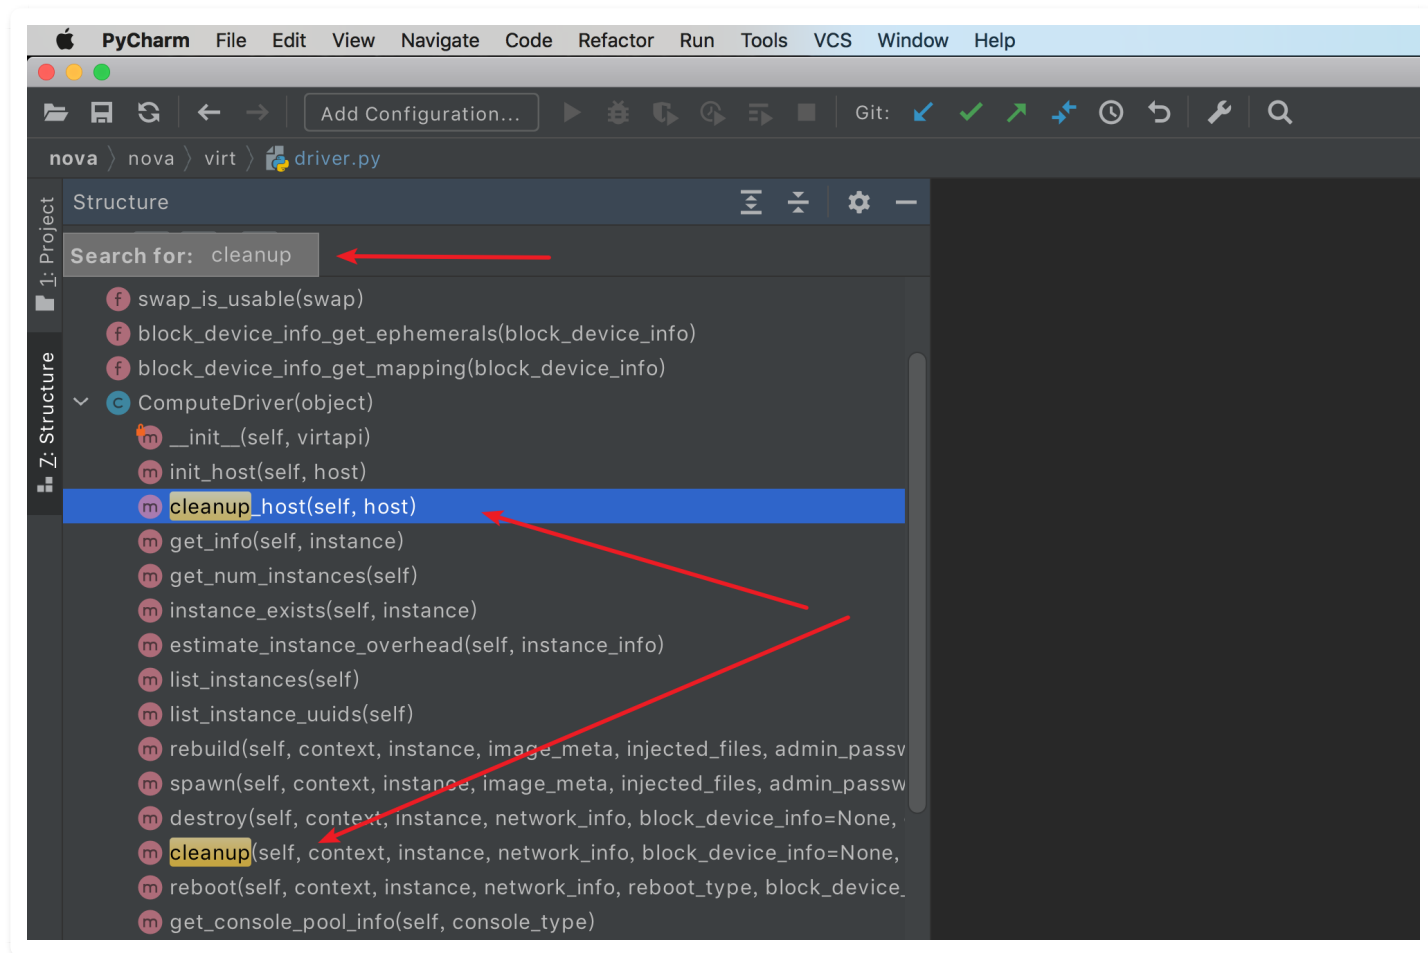 PyCharm File Edit View Navigate Code Refactor Run Tools VCS Window Help
Add Configuration... Git:
nova nova virt driver.py
1: Project
Z: Structure
Structure
Search for: cleanup
swap_is_usable(swap)
block_device_info_get_ephemerals(block_device_info)
block_device_info_get_mapping(block_device_info)
ComputeDriver(object)
__init__(self, virtapi)
init_host(self, host)
cleanup_host(self, host)
get_info(self, instance)
get_num_instances(self)
instance_exists(self, instance)
estimate_instance_overhead(self, instance_info)
list_instances(self)
list_instance_uuids(self)
rebuild(self, context, instance, image_meta, injected_files, admin_passw
spawn(self, context, instance, image_meta, injected_files, admin_passw
destroy(self, context, instance, network_info, block_device_info=None,
cleanup(self, context, instance, network_info, block_device_info=None,
reboot(self, context, instance, network_info, reboot_type, block_device_
get_console_pool_info(self, console_type)